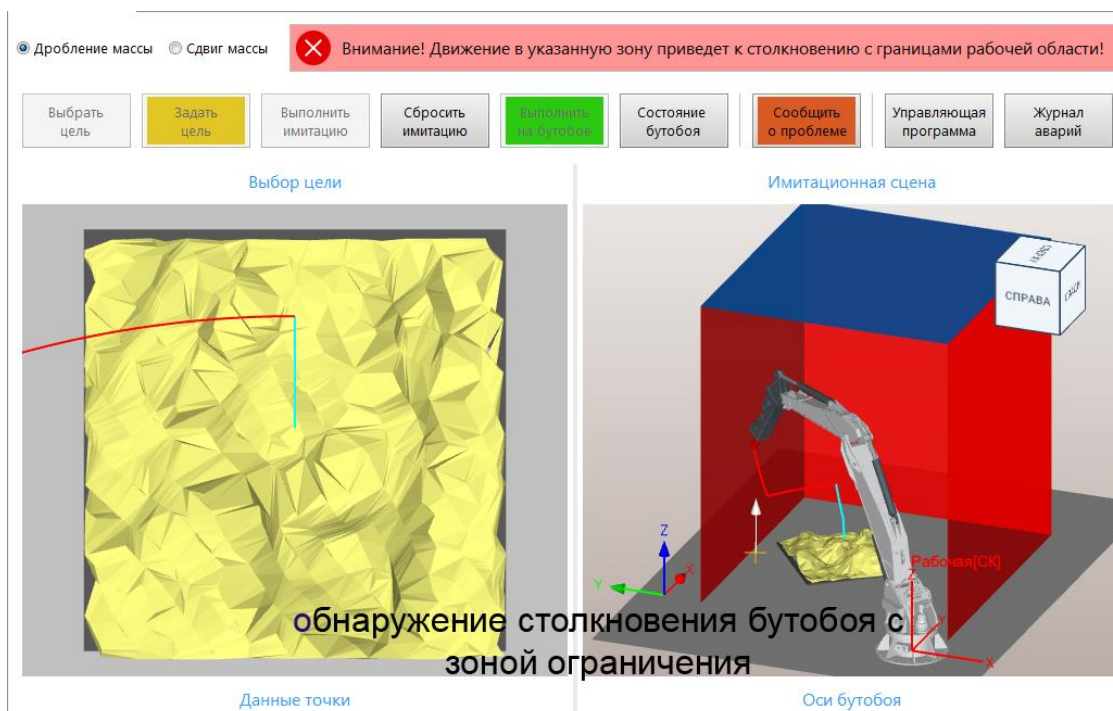 Дробление массы Сдвиг массы
Внимание! Движение в указанную зону приведет к столкновению с границами рабочей области!
Выбрать цель
Задать цель
Выполнить имитацию
Сбросить имитацию
Выполнить на бутобое
Состояние бутобоя
Сообщить о проблеме
Управляющая программа
Журнал аварий
Выбор цели
Имитационная сцена
СПРАВА
Z
Y
X
Рабочая[СК]
Z
Y
X
обнаружение столкновения бутобоя с
зоной ограничения
Данные точки
Оси бутобоя